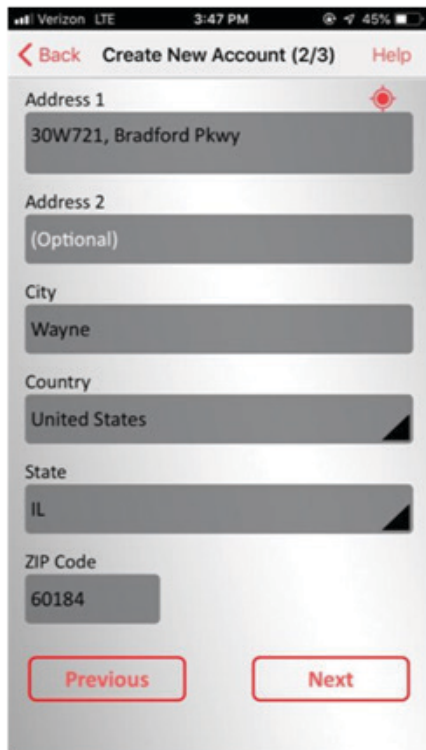 Verizon LTE 3:47 PM 45%
Back Create New Account (2/3) Help
Address 1
30W721, Bradford Pkwy
Address 2
(Optional)
City
Wayne
Country
United States
State
IL
ZIP Code
60184
Previous Next